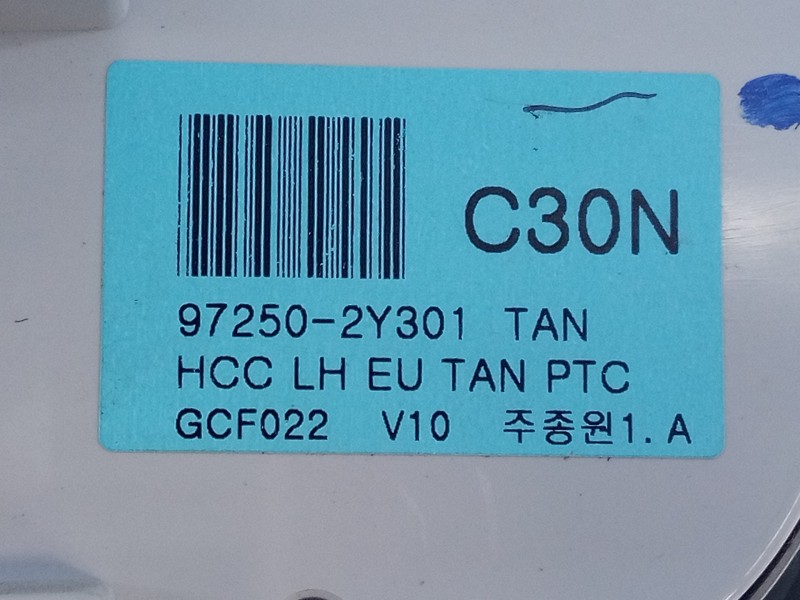 C30N
97250-2Y301 TAN
HCC LH EU TAN PTC
GCF022 V10 주종원1. A